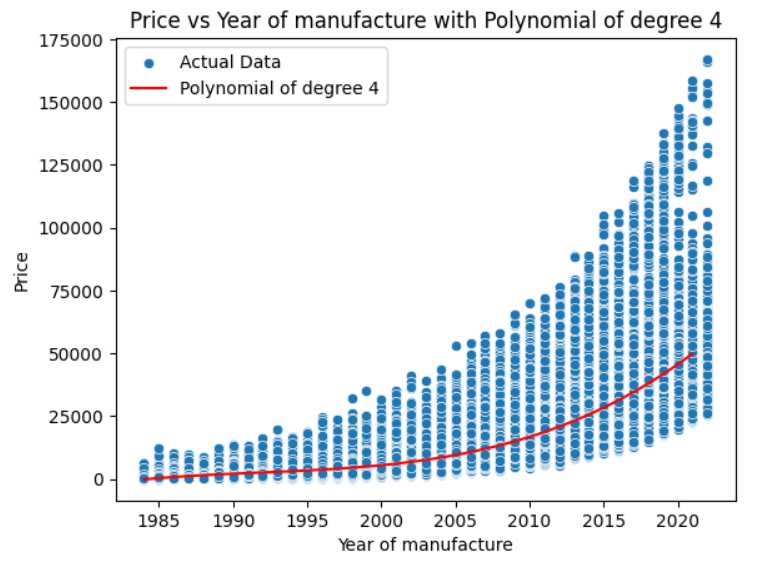 Price vs Year of manufacture with Polynomial of degree 4
175000
150000
125000
100000
75000
50000
25000
0
Price
Actual Data
Polynomial of degree 4
1985 1990 1995 2000 2005 2010 2015 2020
Year of manufacture